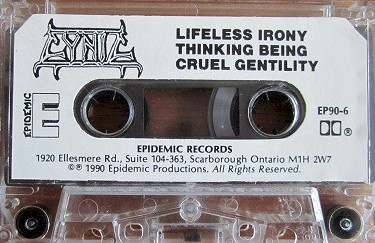 CYNIC
LIFELESS IRONY
THINKING BEING
CRUEL GENTILITY
EPIDEMIC
EP90-6
EPIDEMIC RECORDS
1920 Ellesmere Rd., Suite 104-363, Scarborough Ontario M1H 2W7
©℗ 1990 Epidemic Productions. All Rights Reserved.